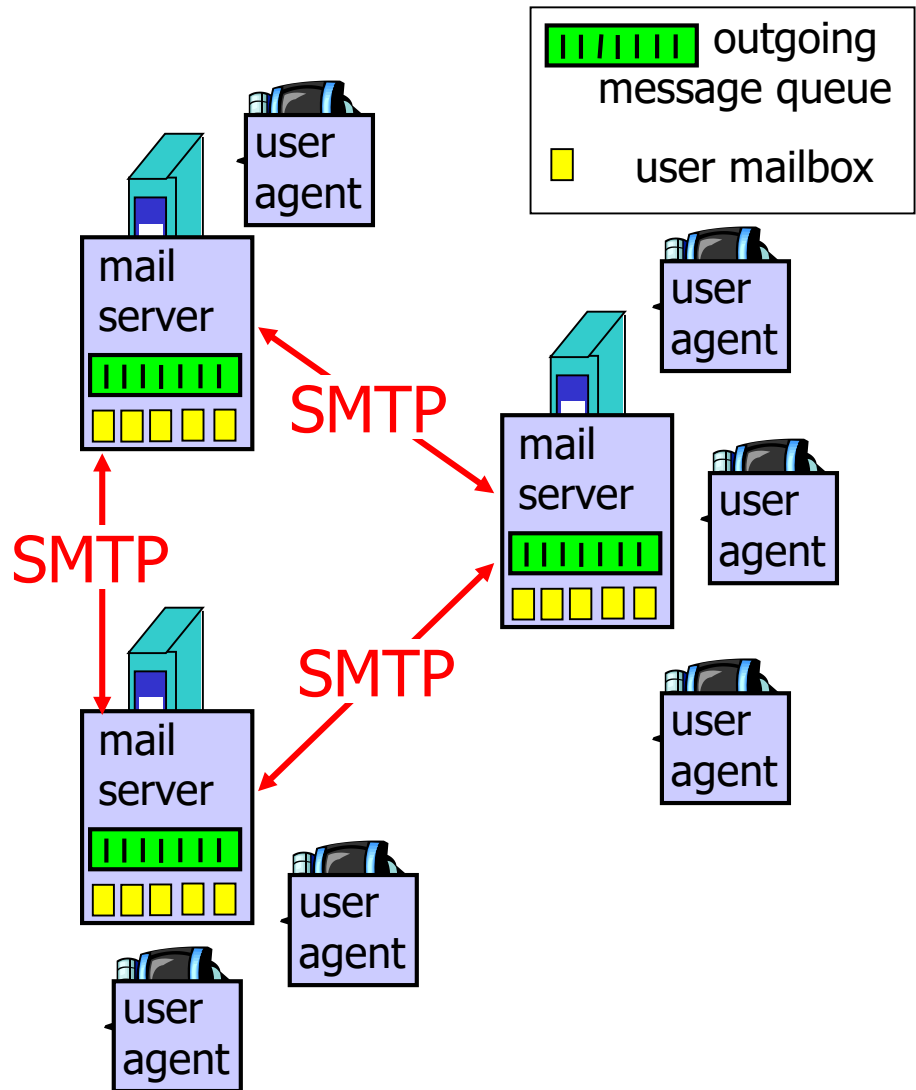 outgoing
message queue
user mailbox
user
agent
mail
server
SMTP
user
agent
mail
server
user
agent
SMTP
user
agent
mail
server
SMTP
user
agent
user
agent